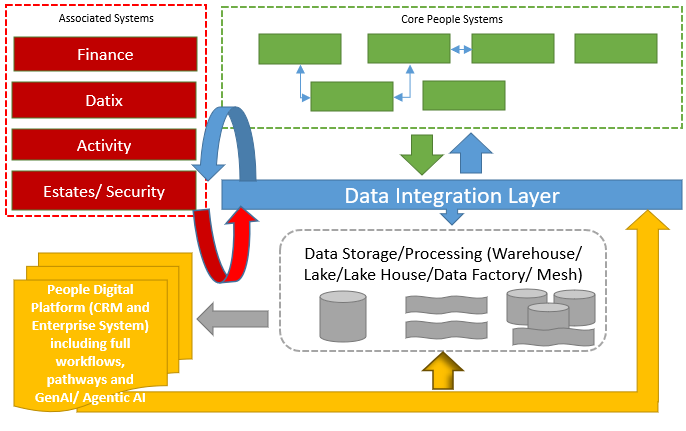 Associated Systems
Finance
Datix
Activity
Estates/ Security
Core People Systems
Data Integration Layer
Data Storage/Processing (Warehouse/
Lake/Lake House/Data Factory/ Mesh)
People Digital
Platform (CRM and
Enterprise System)
including full
workflows,
pathways and
GenAI/ Agentic AI